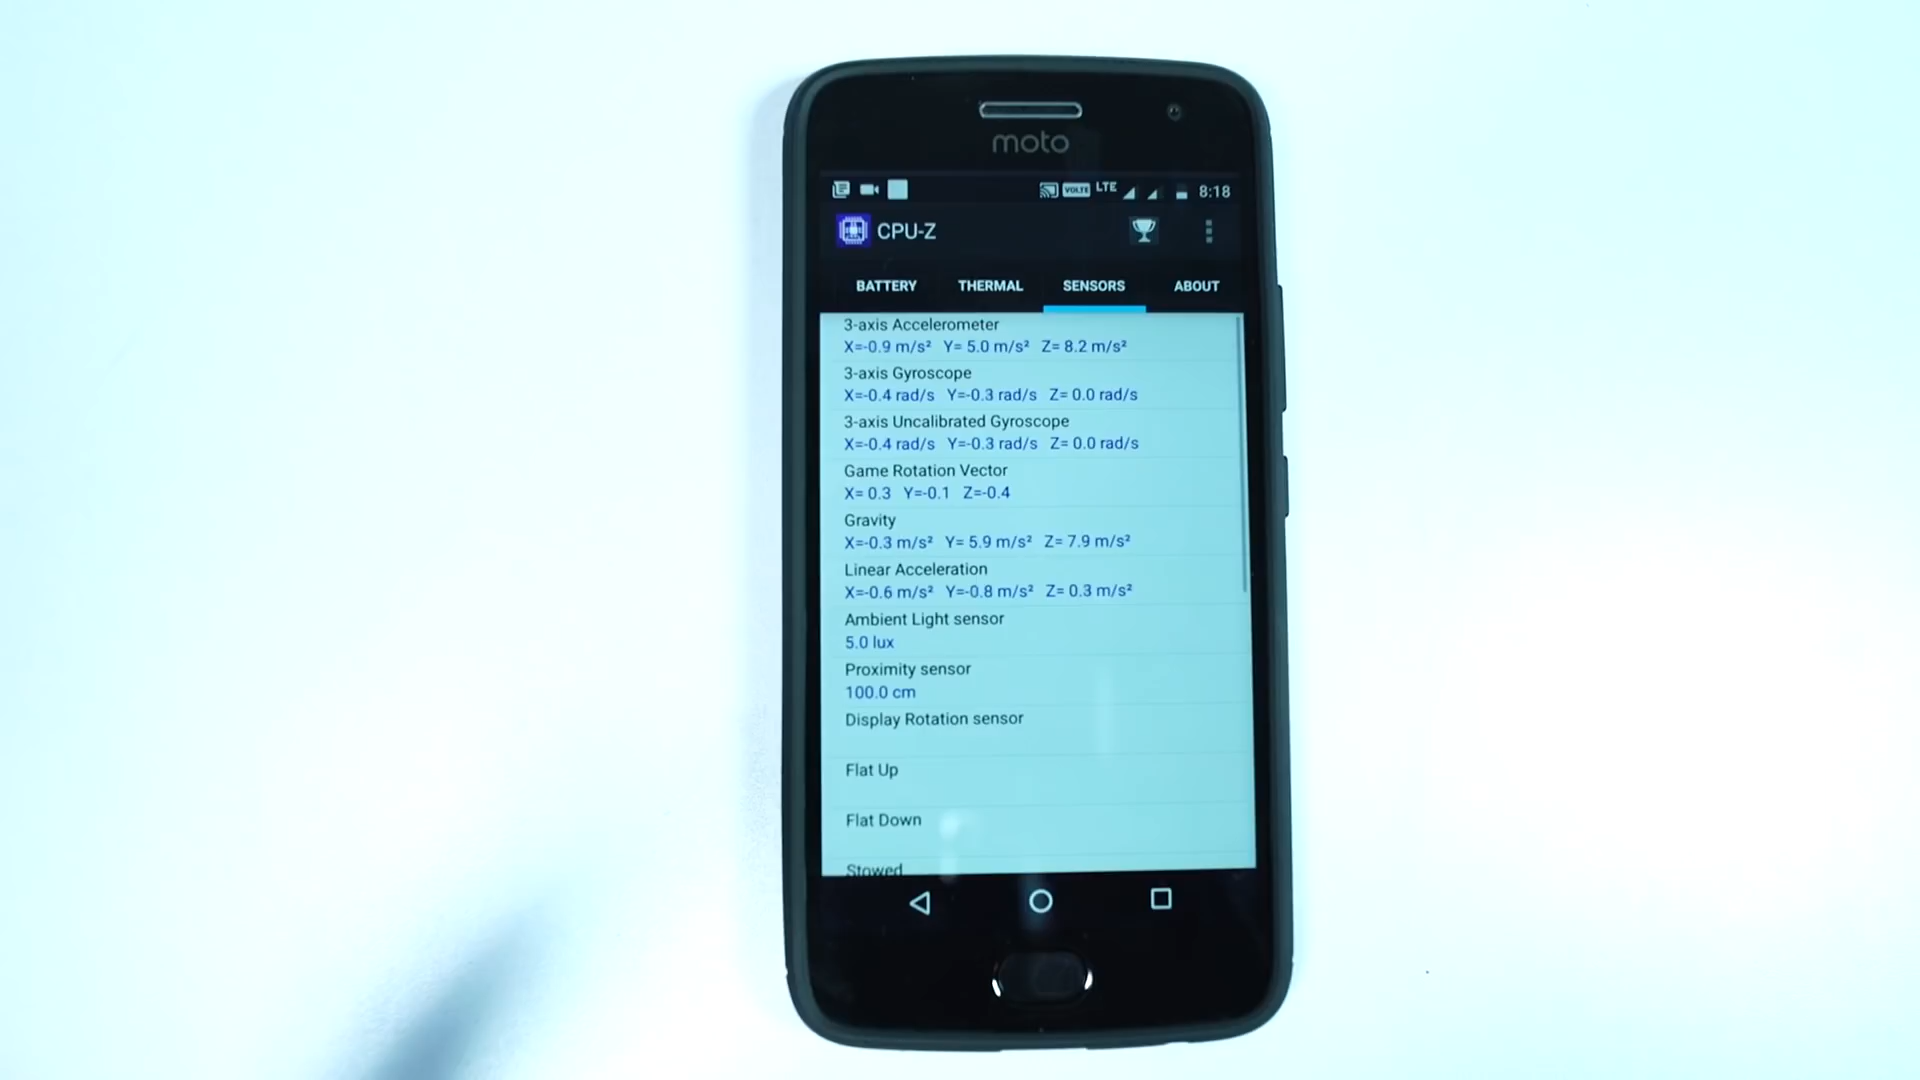 moto
VOLTE LTE 8:18
CPU-Z
BATTERY THERMAL SENSORS ABOUT
3-axis Accelerometer
X=-0.9 m/s² Y= 5.0 m/s² Z= 8.2 m/s²
3-axis Gyroscope
X=-0.4 rad/s Y=-0.3 rad/s Z= 0.0 rad/s
3-axis Uncalibrated Gyroscope
X=-0.4 rad/s Y=-0.3 rad/s Z= 0.0 rad/s
Game Rotation Vector
X= 0.3 Y=-0.1 Z=-0.4
Gravity
X=-0.3 m/s² Y= 5.9 m/s² Z= 7.9 m/s²
Linear Acceleration
X=-0.6 m/s² Y=-0.8 m/s² Z= 0.3 m/s²
Ambient Light sensor
5.0 lux
Proximity sensor
100.0 cm
Display Rotation sensor
Flat Up
Flat Down
Stowed